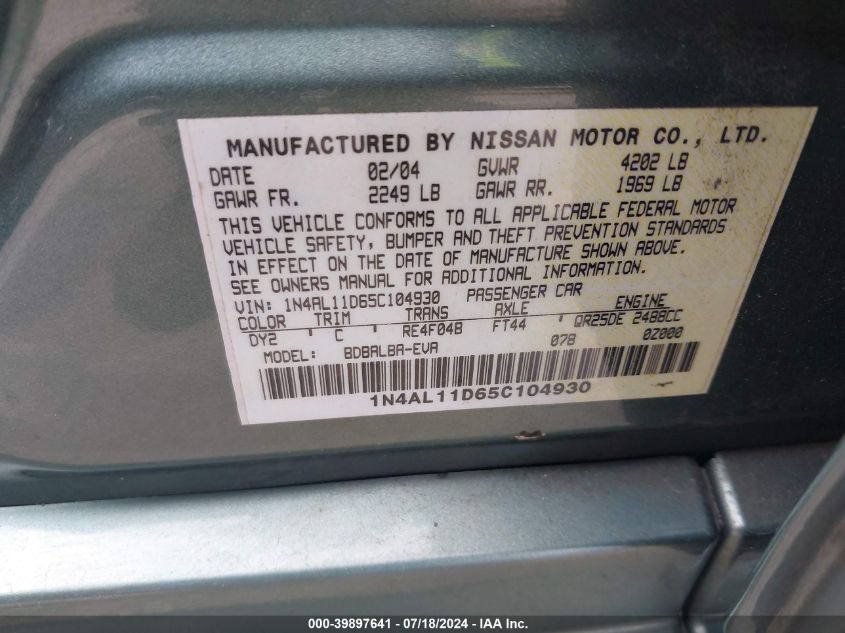 MANUFACTURED BY NISSAN MOTOR CO., LTD.
DATE 02/04 GVWR 4202 LB
GAWR FR. 2249 LB GAWR RR. 1969 LB
THIS VEHICLE CONFORMS TO ALL APPLICABLE FEDERAL MOTOR
VEHICLE SAFETY, BUMPER AND THEFT PREVENTION STANDARDS
IN EFFECT ON THE DATE OF MANUFACTURE SHOWN ABOVE.
SEE OWNERS MANUAL FOR ADDITIONAL INFORMATION.
VIN: 1N4AL11D65C104930 PASSENGER CAR
COLOR TRIM TRANS AXLE ENGINE
DY2 C RE4F04B FT44 QR25DE 2488CC
MODEL: BDBALBA-EVA 078 0Z000
1N4AL11D65C104930
000-39897641 / 07/18/2024 - IAA Inc.